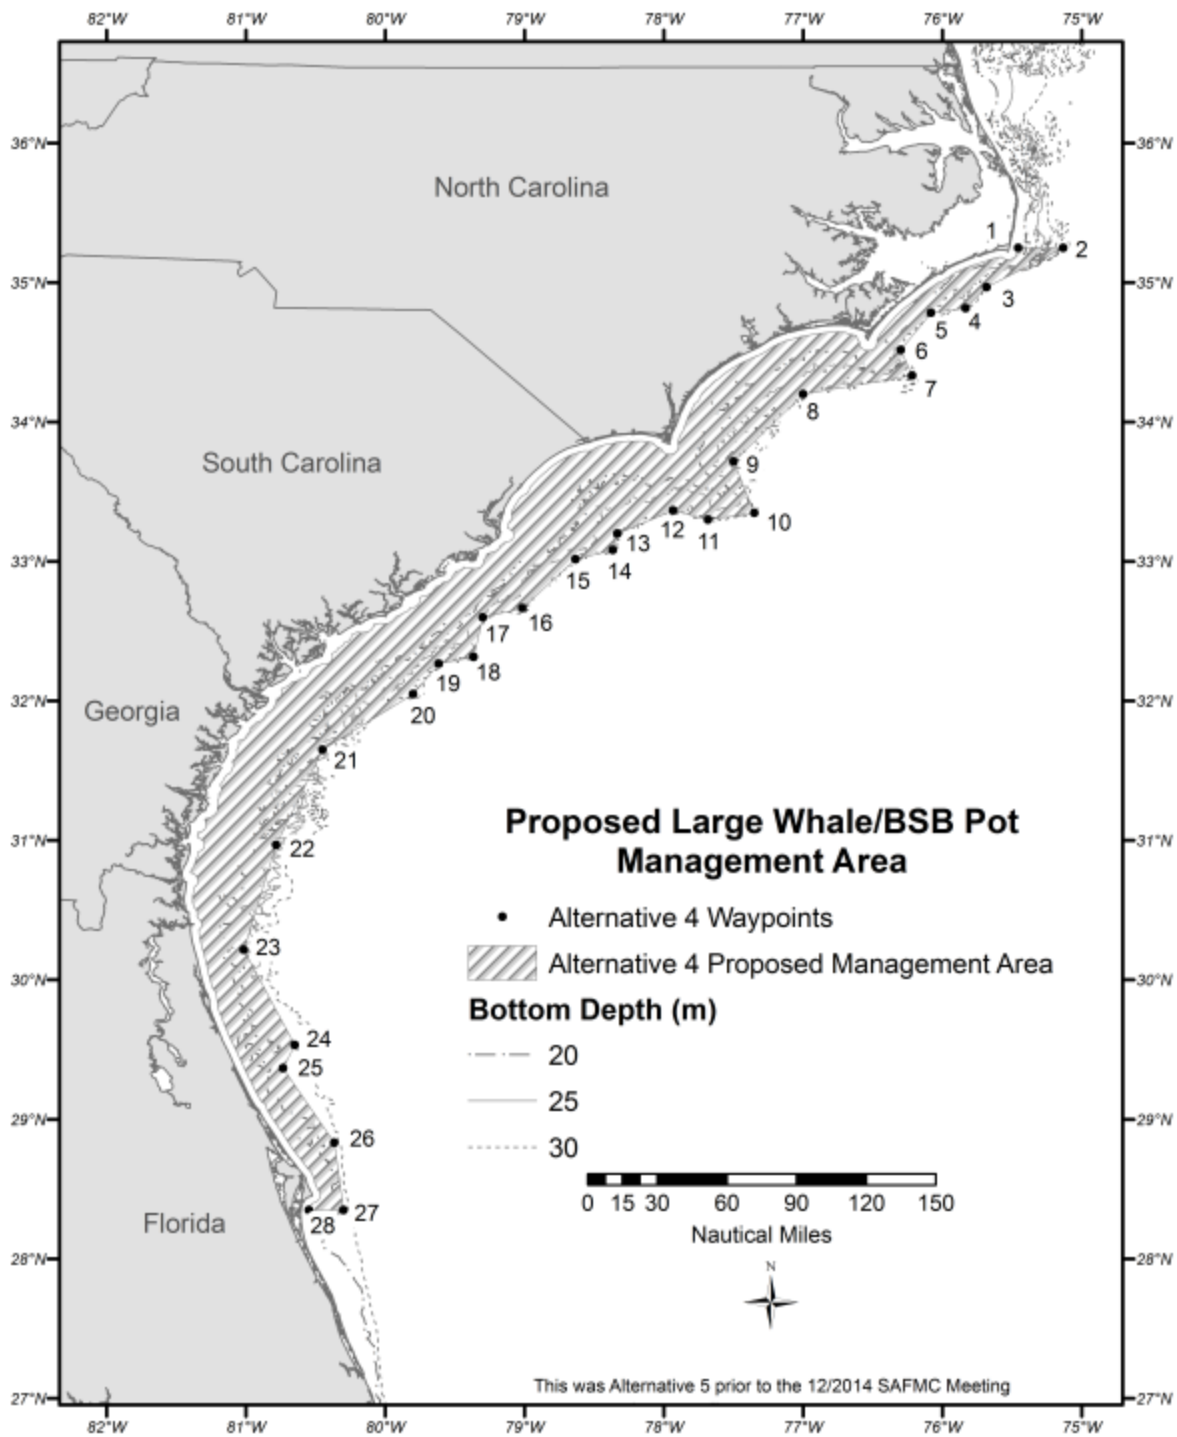 82°W 81°W 80°W 79°W 78°W 77°W 76°W 75°W
36°N 36°N
North Carolina
1 2
35°N 35°N
3
4
5
6
7
8
34°N 34°N
South Carolina
9
10
11
12
13
14
15
33°N 33°N
16
17
18
19
20
32°N 32°N
Georgia
21
Proposed Large Whale/BSB Pot
Management Area
31°N 31°N
22
Alternative 4 Waypoints
23
Alternative 4 Proposed Management Area
30°N 30°N
Bottom Depth (m)
24
20
25
25
29°N 29°N
26
30
0 15 30 60 90 120 150
Nautical Miles
27
28
Florida
28°N 28°N
N
This was Alternative 5 prior to the 12/2014 SAFMC Meeting
27°N 27°N
82°W 81°W 80°W 79°W 78°W 77°W 76°W 75°W